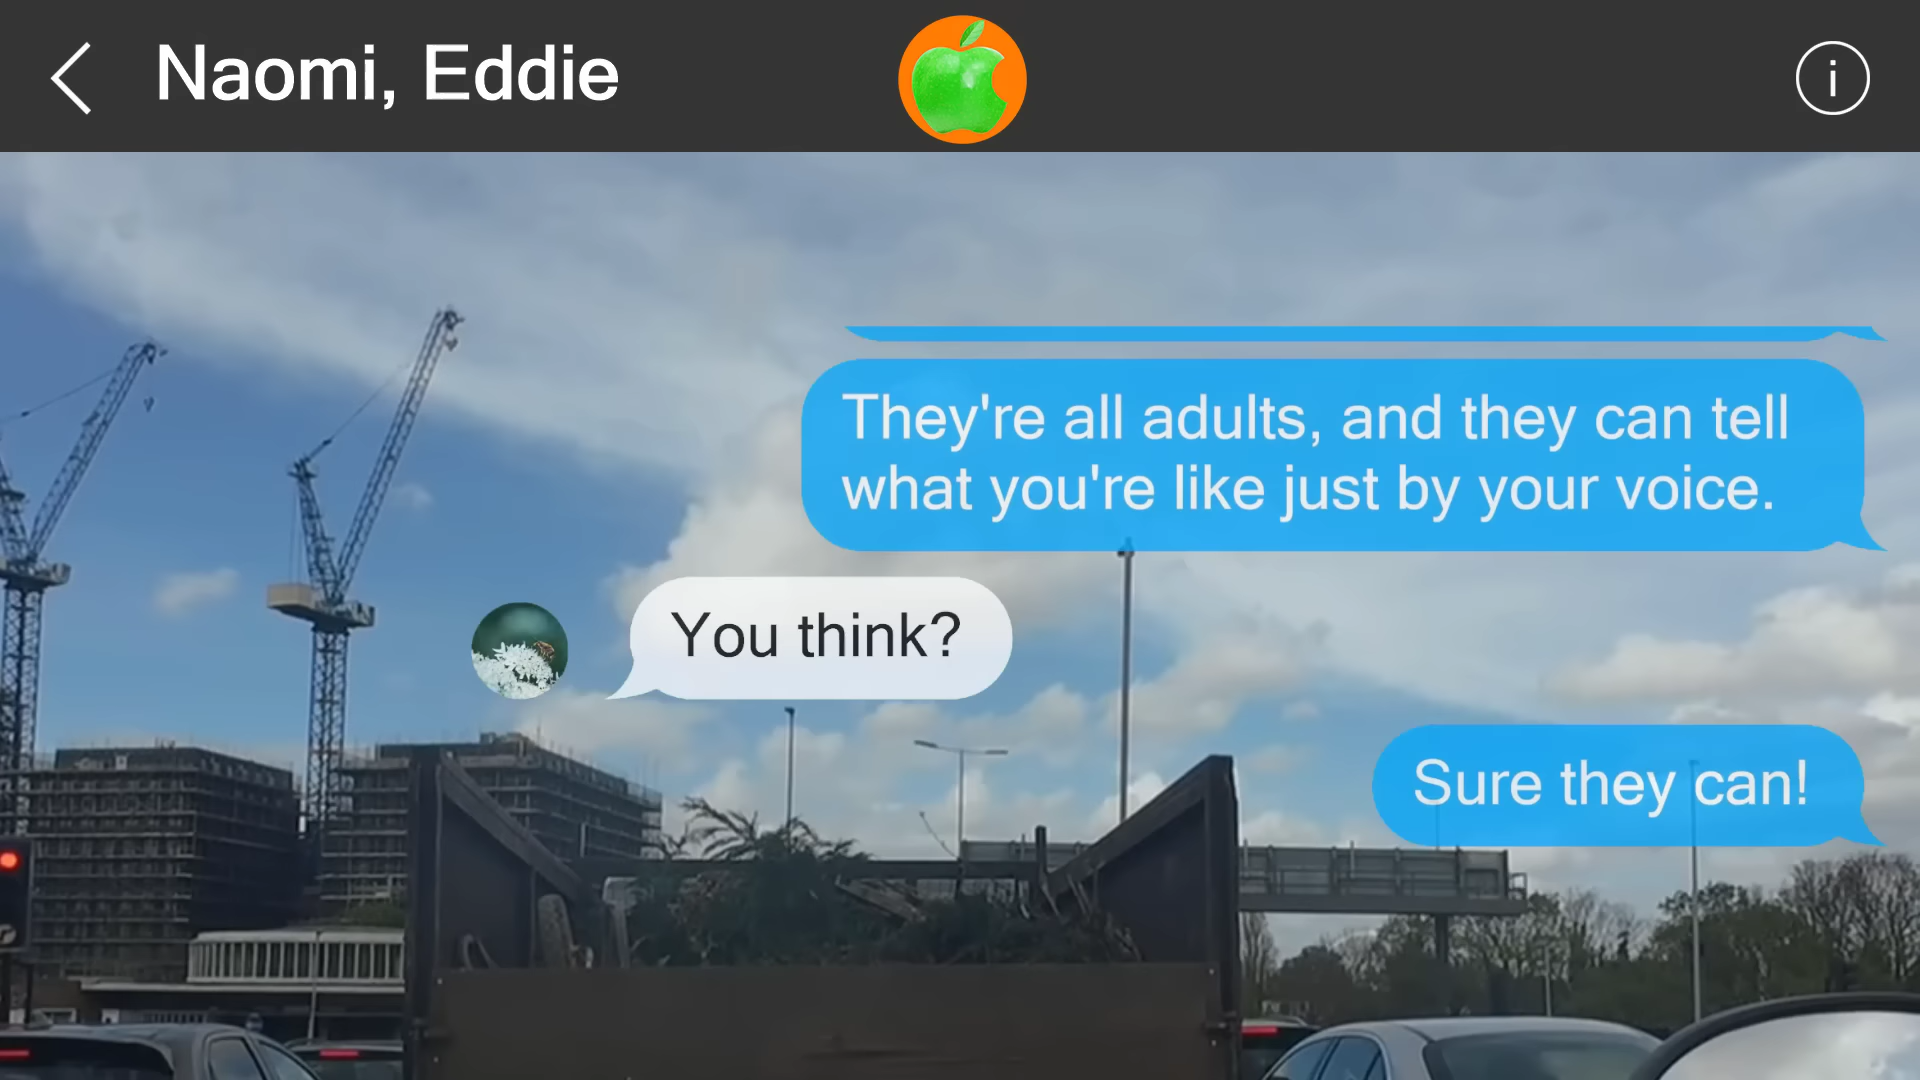 Naomi, Eddie
i
They're all adults, and they can tell
what you're like just by your voice.
You think?
Sure they can!